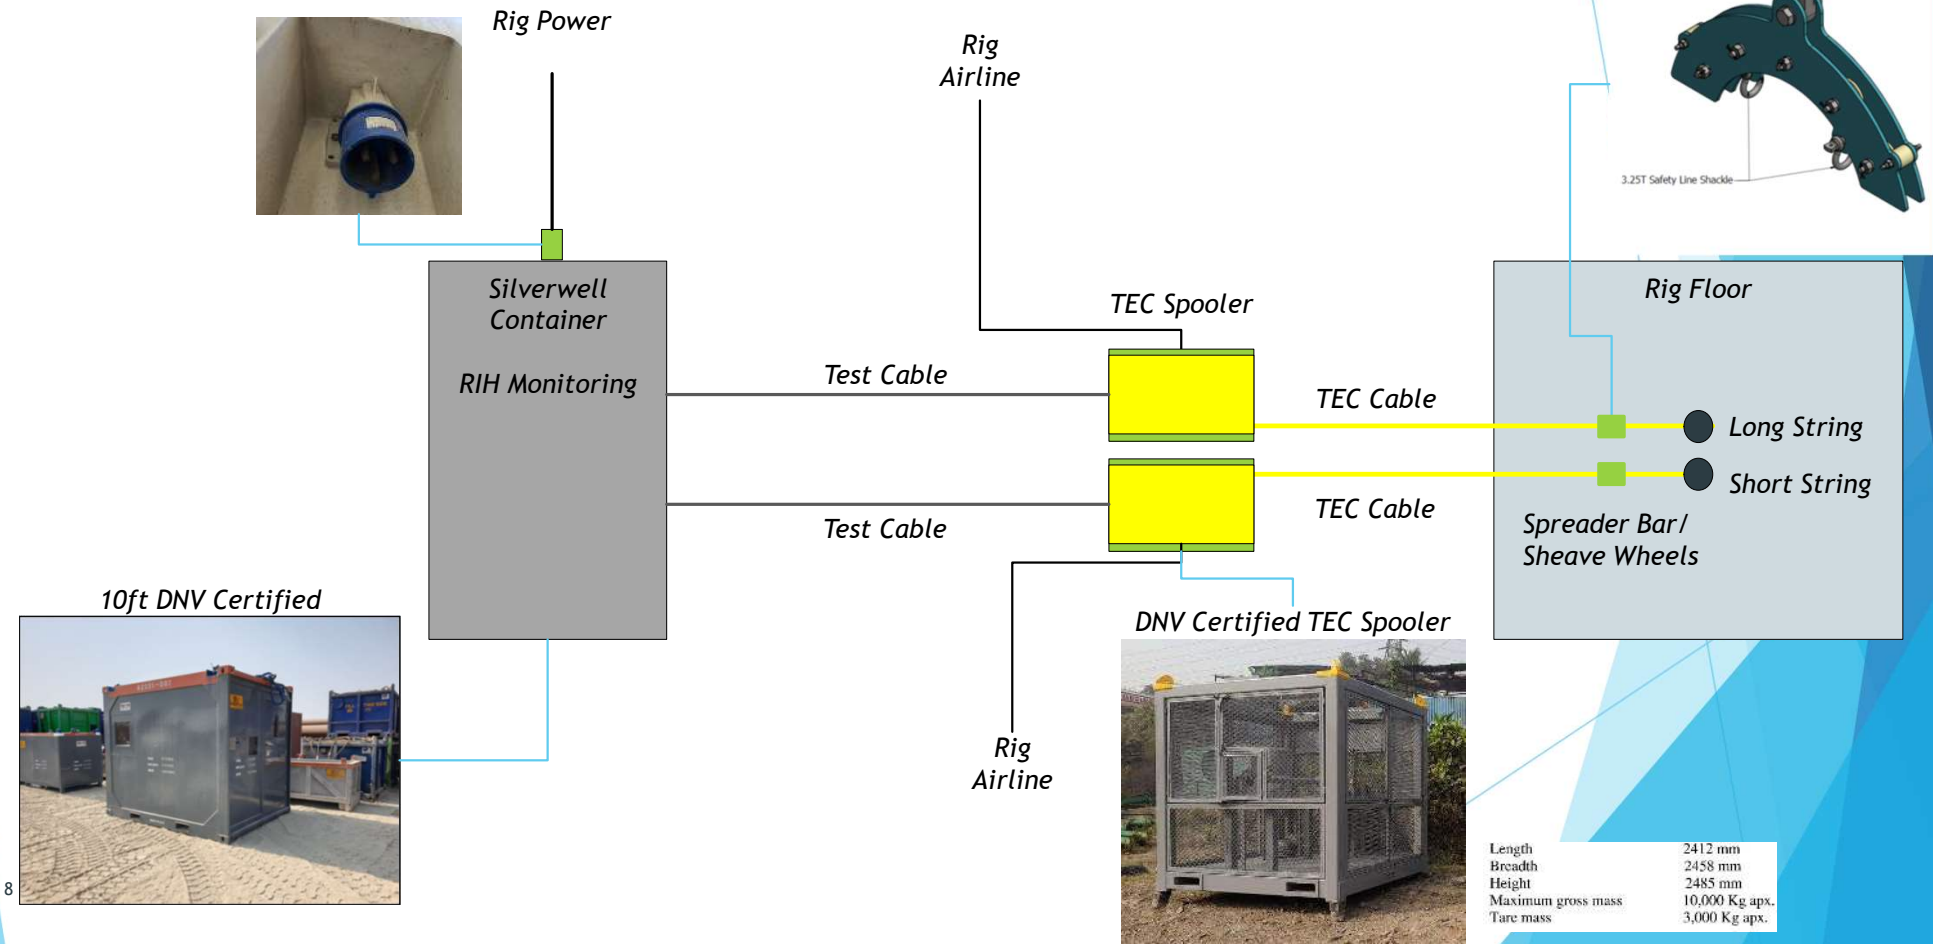 Rig Power
Rig
Airline
3.25T Safety Line Shackle
Silverwell
Container
RIH Monitoring
TEC Spooler
Rig Floor
Test Cable
TEC Cable
Long String
Short String
Test Cable
TEC Cable
Spreader Bar/
Sheave Wheels
10ft DNV Certified
DNV Certified TEC Spooler
Rig
Airline
Length 2412 mm
Breadth 2458 mm
Height 2485 mm
Maximum gross mass 10,000 Kg apx.
Tare mass 3,000 Kg apx.
8